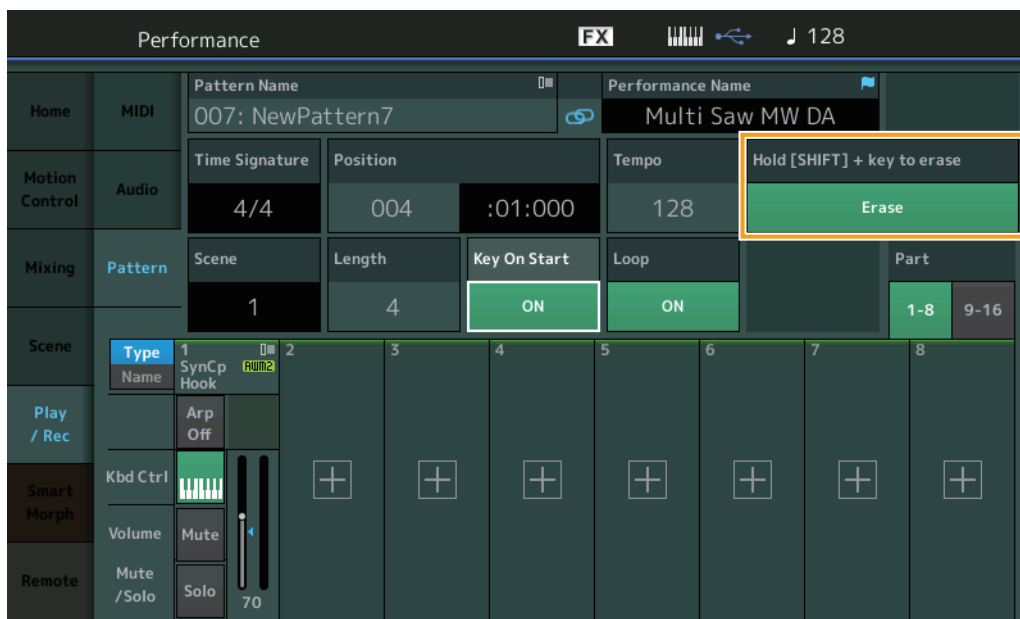 Performance FX 128
Pattern Name Performance Name
Home MIDI 007: NewPattern7 Multi Saw MW DA
Time Signature Position Tempo Hold [SHIFT] + key to erase
Motion
Control Audio
4/4 004 :01:000 128 Erase
Mixing Pattern Scene Length Key On Start Loop Part
1 4 ON ON 1-8 9-16
Scene Type 1 2 3 4 5 6 7 8
Name SynCp AWM2
Hook
Play
/ Rec Arp
Off
Kbd Ctrl
Smart
Morph
Volume Mute
Remote Mute
/Solo Solo 70